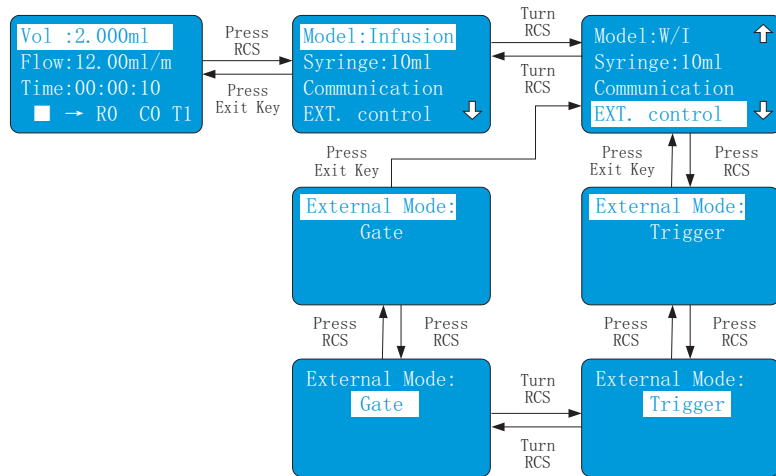 Vol :2.000ml
Flow:12.00ml/m
Time:00:00:10
■ → R0 C0 T1
Press
RCS
Press
Exit Key
Model:Infusion
Syringe:10ml
Communication
EXT. control
Turn
RCS
Turn
RCS
Model:W/I
Syringe:10ml
Communication
EXT. control
Press
Exit Key
Press
Exit Key
Press
RCS
External Mode:
Gate
External Mode:
Trigger
Press
RCS
Press
RCS
Press
RCS
Press
RCS
External Mode:
Gate
Turn
RCS
Turn
RCS
External Mode:
Trigger